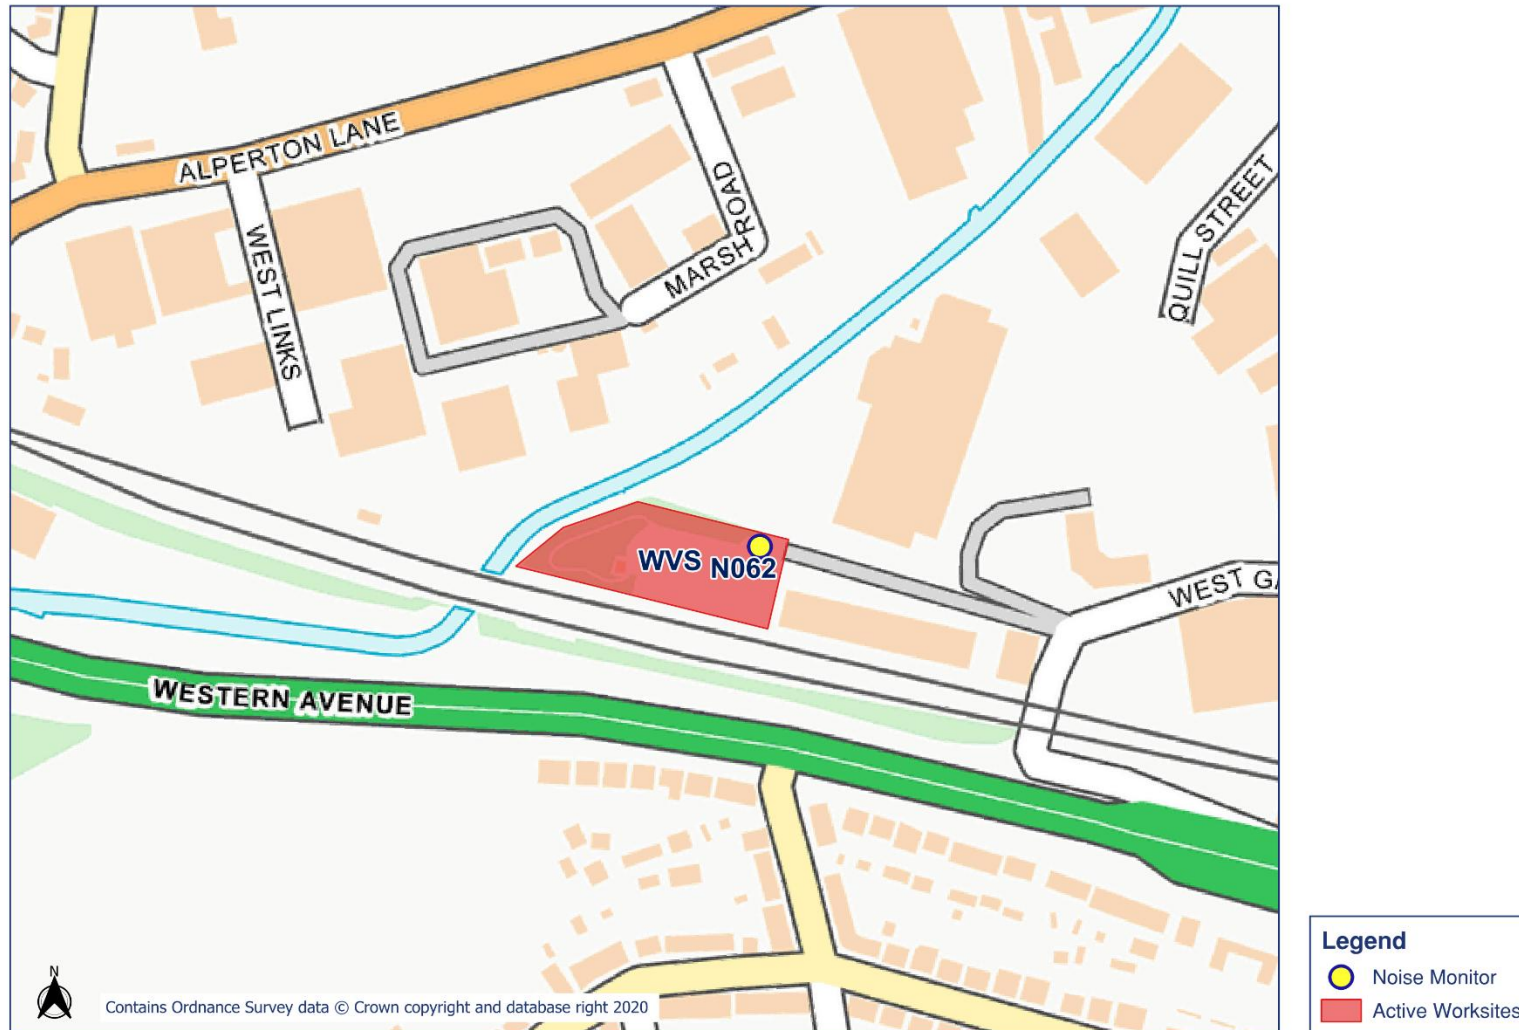 ALPERTON LANE
WEST LINKS
MARSH ROAD
QUILL STREET
WVS
N062
WEST GA
WESTERN AVENUE
N
Contains Ordnance Survey data © Crown copyright and database right 2020
Legend
Noise Monitor
Active Worksites